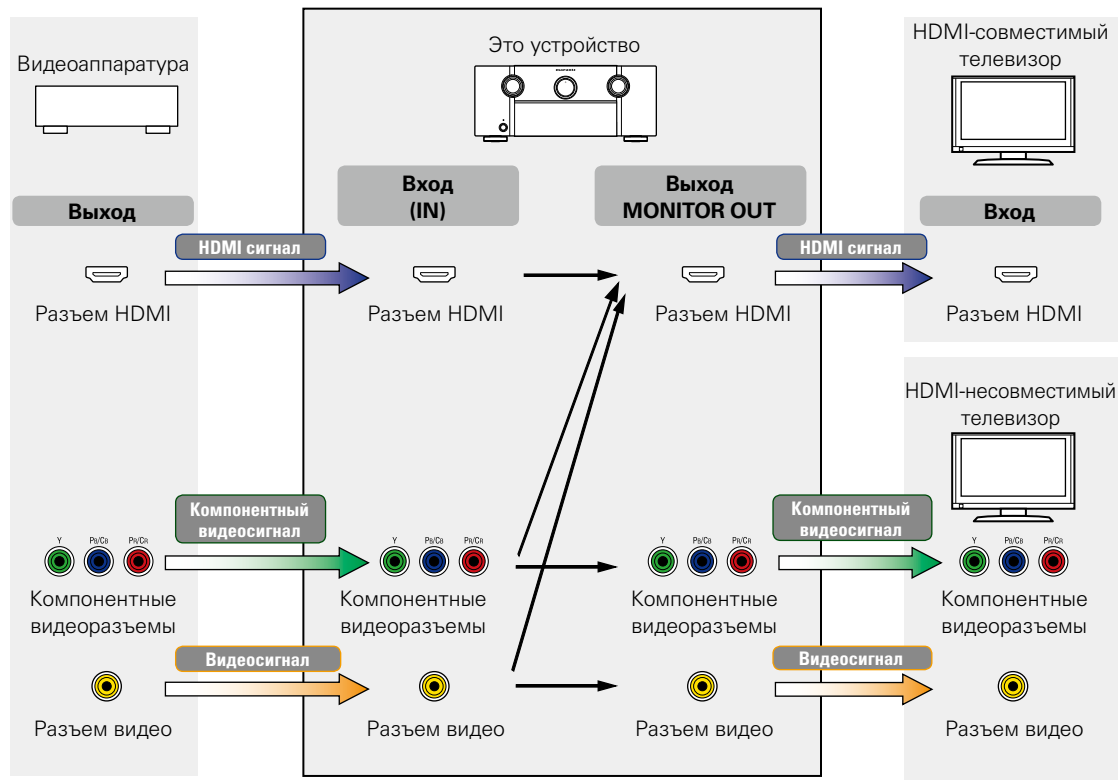 Видеоаппаратура
Это устройство
HDMI-совместимый
телевизор
Выход
Вход
(IN)
Выход
MONITOR OUT
Вход
HDMI сигнал
HDMI сигнал
Разъем HDMI
Разъем HDMI
Разъем HDMI
Разъем HDMI
HDMI-несовместимый
телевизор
Компонентный
видеосигнал
Компонентный
видеосигнал
Y PB/CB PR/CR
Y PB/CB PR/CR
Y PB/CB PR/CR
Y PB/CB PR/CR
Компонентные
видеоразъемы
Компонентные
видеоразъемы
Компонентные
видеоразъемы
Компонентные
видеоразъемы
Видеосигнал
Видеосигнал
Разъем видео
Разъем видео
Разъем видео
Разъем видео